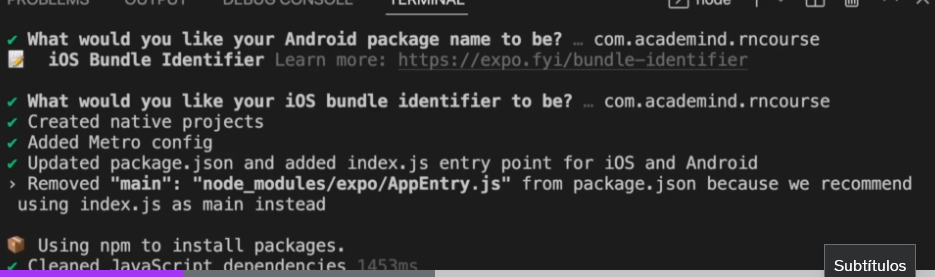 PROBLEMS OUTPUT DEBUG CONSOLE TERMINAL node
✔ What would you like your Android package name to be? … com.academind.rncourse
📝 iOS Bundle Identifier Learn more: https://expo.fyi/bundle-identifier
✔ What would you like your iOS bundle identifier to be? … com.academind.rncourse
✔ Created native projects
✔ Added Metro config
✔ Updated package.json and added index.js entry point for iOS and Android
› Removed "main": "node_modules/expo/AppEntry.js" from package.json because we recommend
using index.js as main instead
📦 Using npm to install packages.
✔ Cleaned JavaScript dependencies 1453ms
Subtítulos